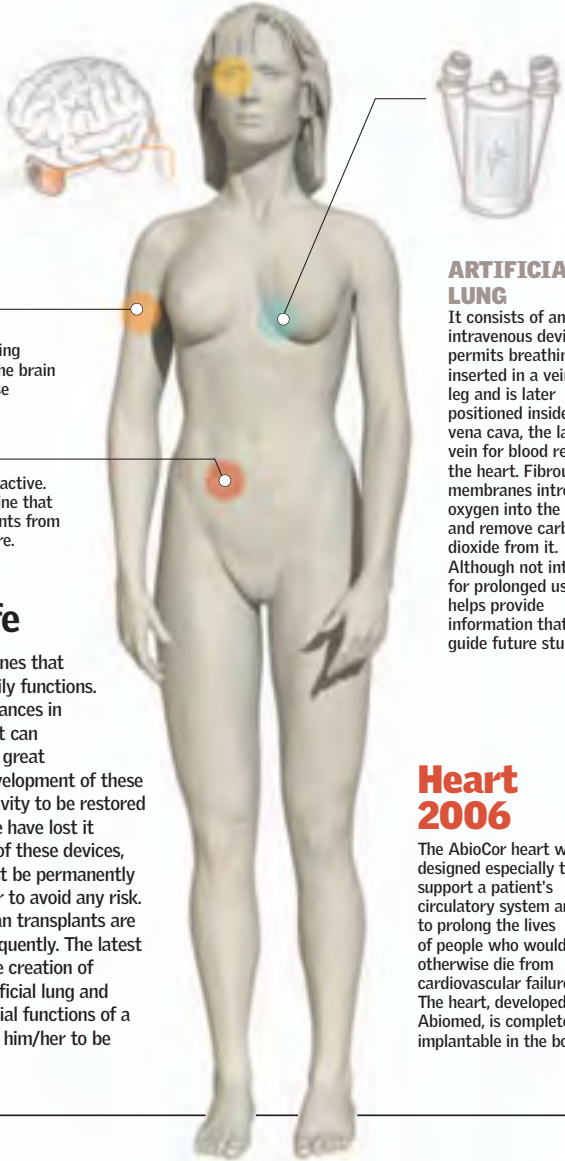 ing
he brain
se
active.
ine that
nts from
re.
fe
nes that
ily functions.
ances in
t can
great
velopment of these
vity to be restored
e have lost it
of these devices,
st be permanently
r to avoid any risk.
an transplants are
quently. The latest
e creation of
ficial lung and
ial functions of a
him/her to be
ARTIFICIA
LUNG
It consists of an
intravenous devi
permits breathin
inserted in a vein
leg and is later
positioned inside
vena cava, the la
vein for blood re
the heart. Fibrou
membranes intro
oxygen into the
and remove carb
dioxide from it.
Although not int
for prolonged us
helps provide
information that
guide future stu
Heart
2006
The AbioCor heart w
designed especially t
support a patient's
circulatory system an
to prolong the lives
of people who would
otherwise die from
cardiovascular failure
The heart, developed
Abiomed, is complete
implantable in the bo